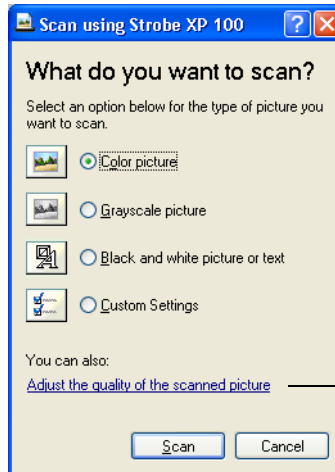 Scan using Strobe XP 100
What do you want to scan?
Select an option below for the type of picture you
want to scan.
Color picture
Grayscale picture
Black and white picture or text
Custom Settings
You can also:
Adjust the quality of the scanned picture
Scan
Cancel